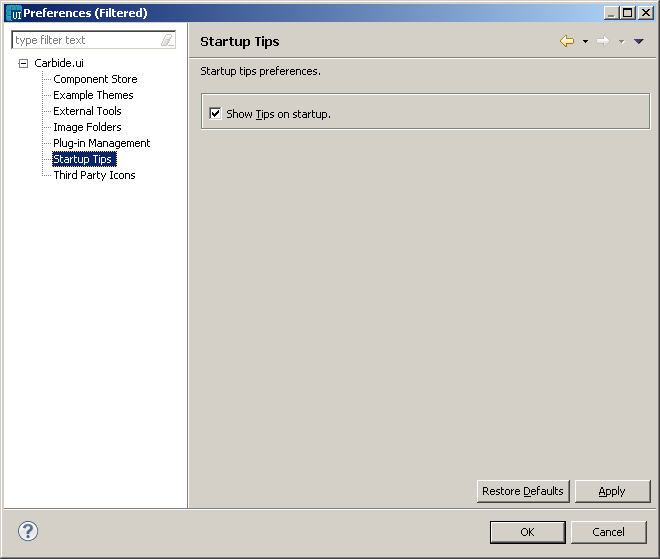 UI Preferences (Filtered)
type filter text
Carbide.ui
Component Store
Example Themes
External Tools
Image Folders
Plug-in Management
Startup Tips
Third Party Icons
Startup Tips
Startup tips preferences.
Show Tips on startup.
Restore Defaults
Apply
?
OK
Cancel